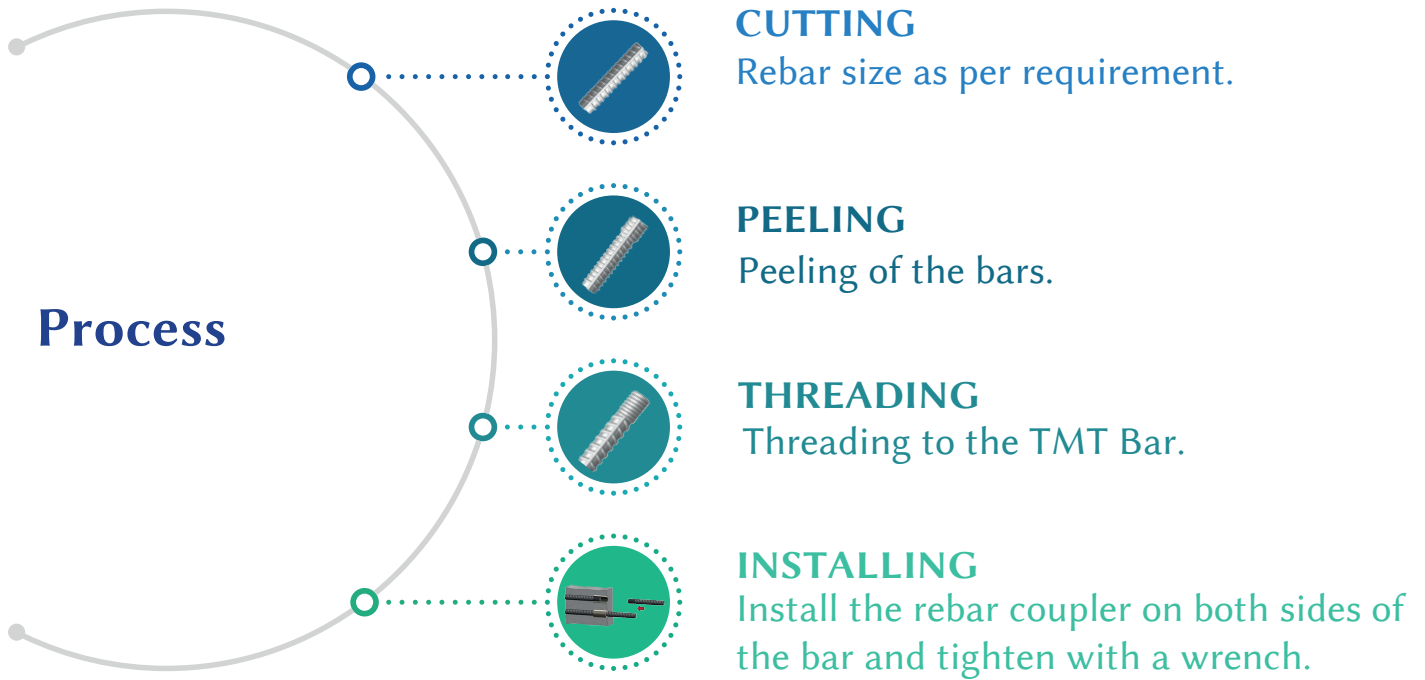 Process
CUTTING
Rebar size as per requirement.
PEELING
Peeling of the bars.
THREADING
Threading to the TMT Bar.
INSTALLING
Install the rebar coupler on both sides of
the bar and tighten with a wrench.